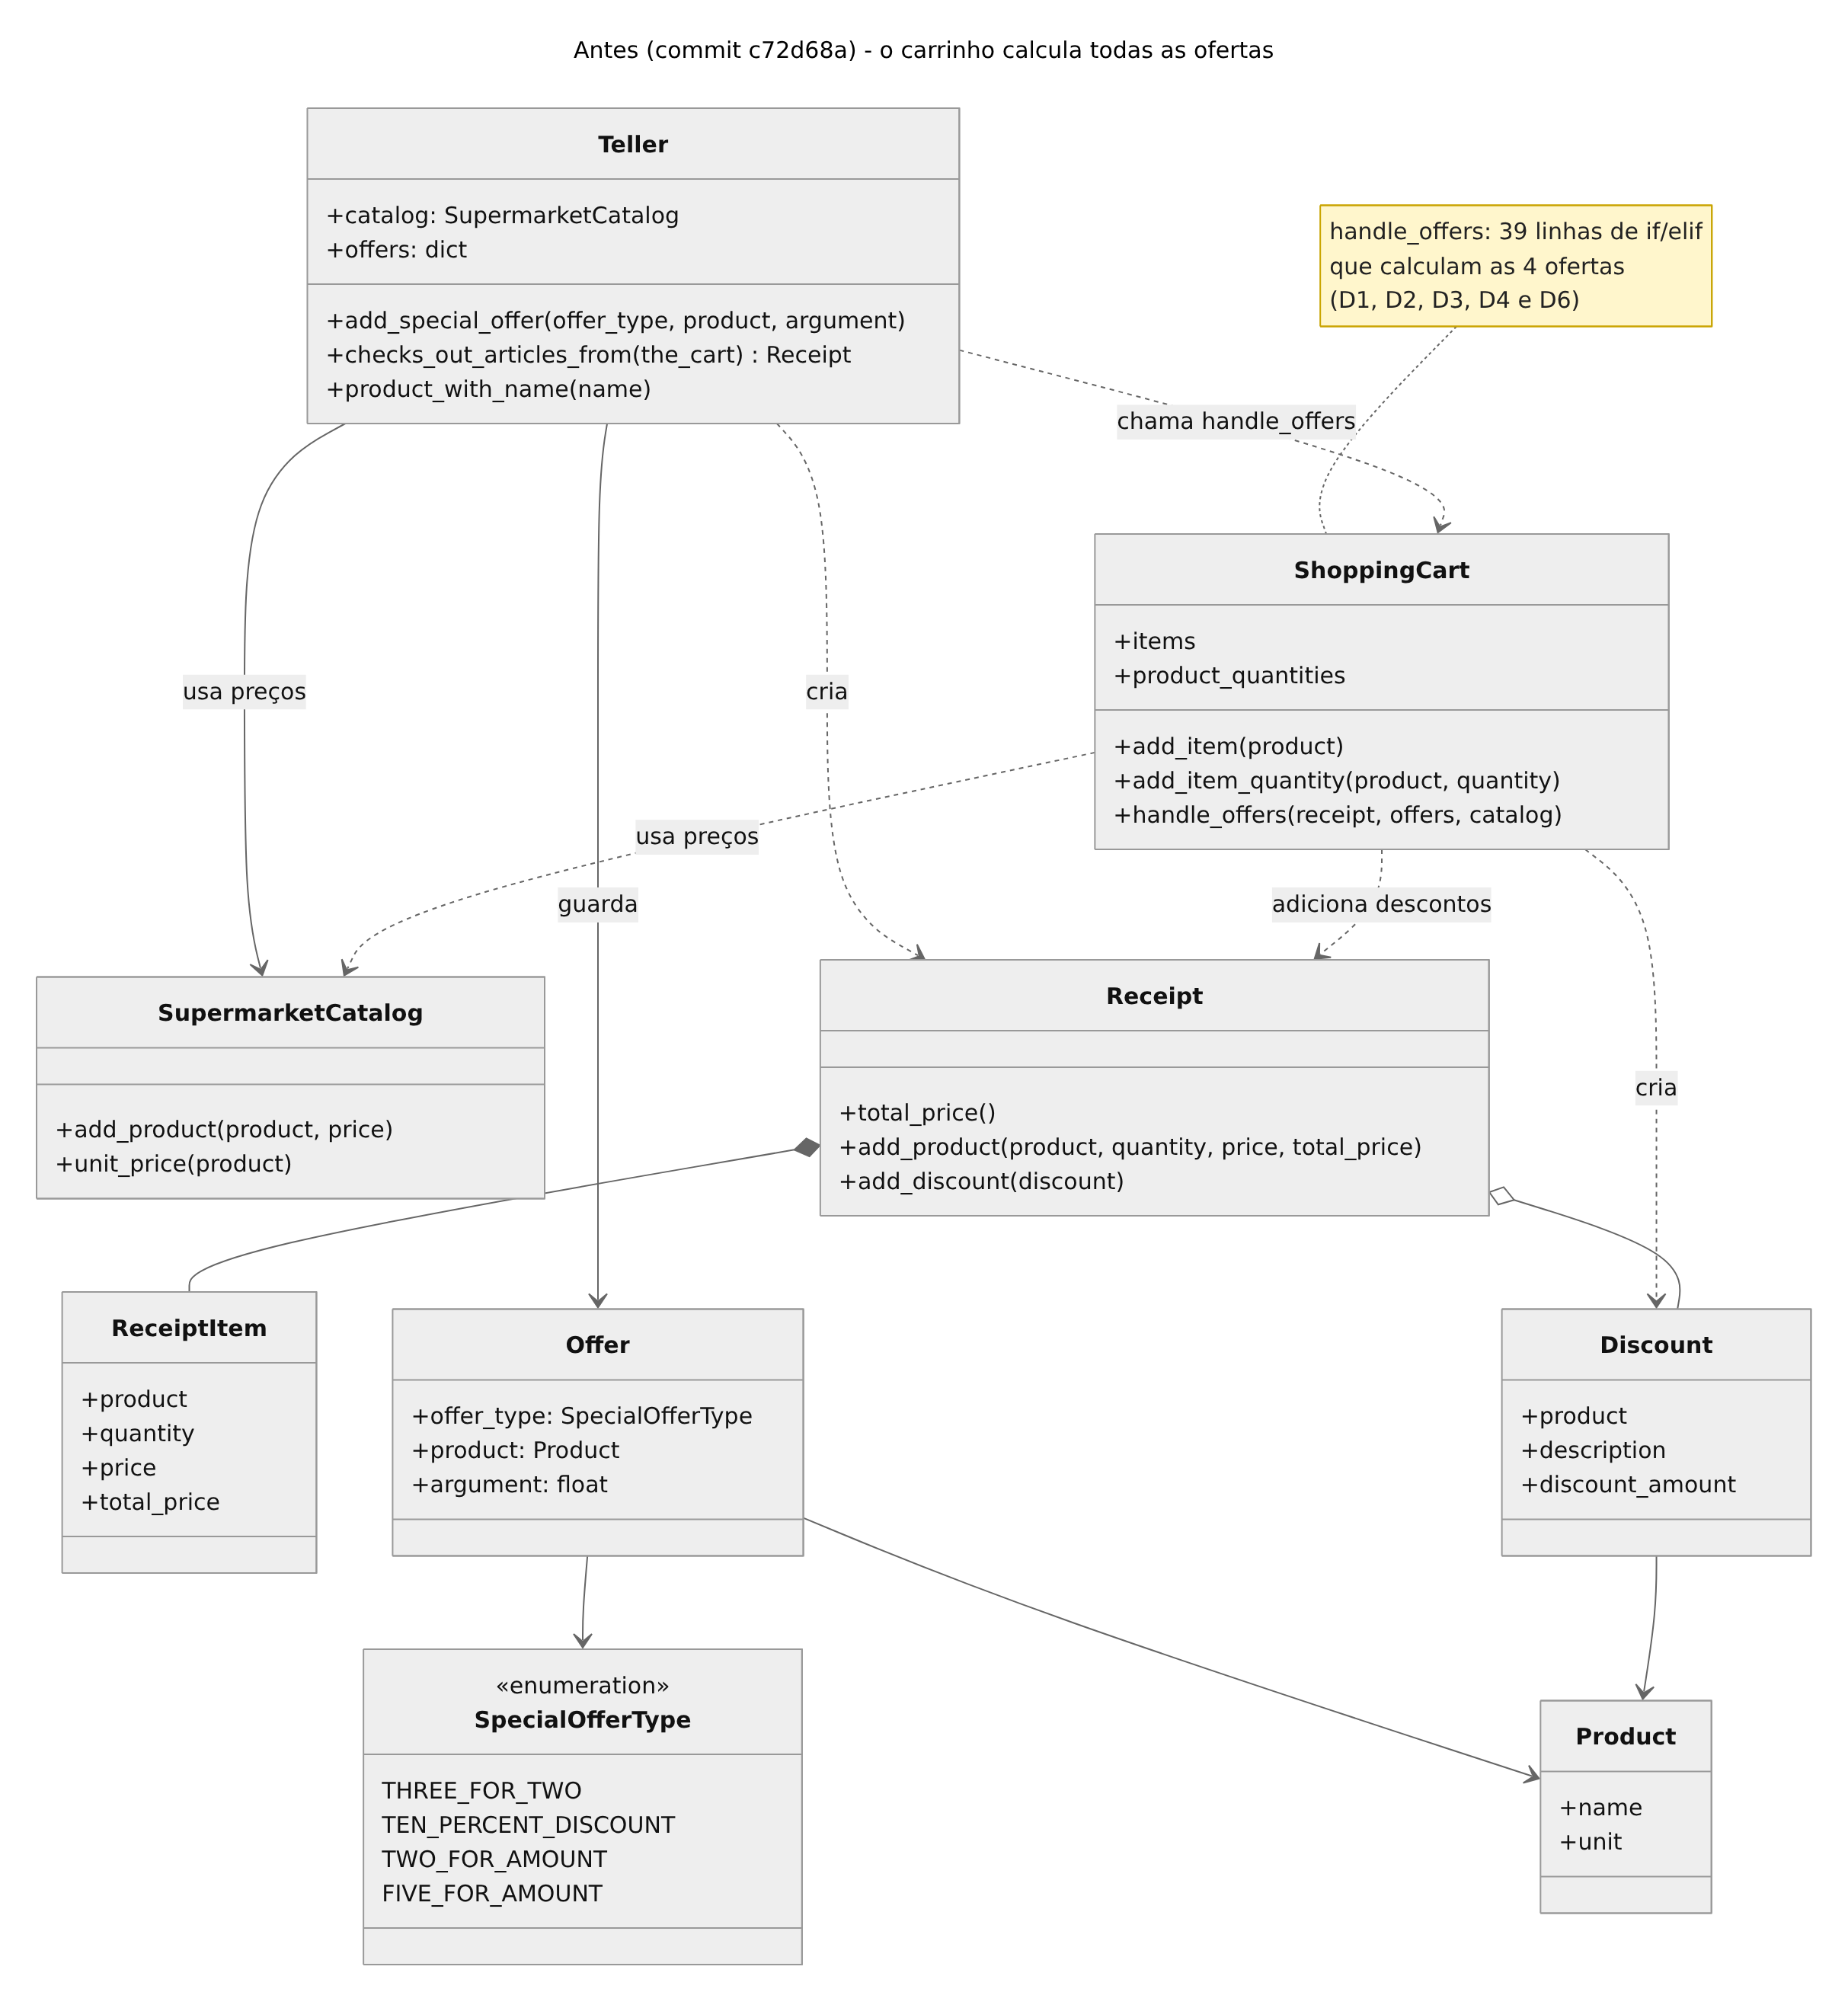 Antes (commit c72d68a) - o carrinho calcula todas as ofertas
Teller
+catalog: SupermarketCatalog
+offers: dict
+add_special_offer(offer_type, product, argument)
+checks_out_articles_from(the_cart) : Receipt
+product_with_name(name)
handle_offers: 39 linhas de if/elif
que calculam as 4 ofertas
(D1, D2, D3, D4 e D6)
chama handle_offers
ShoppingCart
+items
+product_quantities
+add_item(product)
+add_item_quantity(product, quantity)
+handle_offers(receipt, offers, catalog)
usa preços
cria
usa preços
guarda
adiciona descontos
cria
SupermarketCatalog
+add_product(product, price)
+unit_price(product)
Receipt
+total_price()
+add_product(product, quantity, price, total_price)
+add_discount(discount)
ReceiptItem
+product
+quantity
+price
+total_price
Offer
+offer_type: SpecialOfferType
+product: Product
+argument: float
Discount
+product
+description
+discount_amount
«enumeration»
SpecialOfferType
THREE_FOR_TWO
TEN_PERCENT_DISCOUNT
TWO_FOR_AMOUNT
FIVE_FOR_AMOUNT
Product
+name
+unit